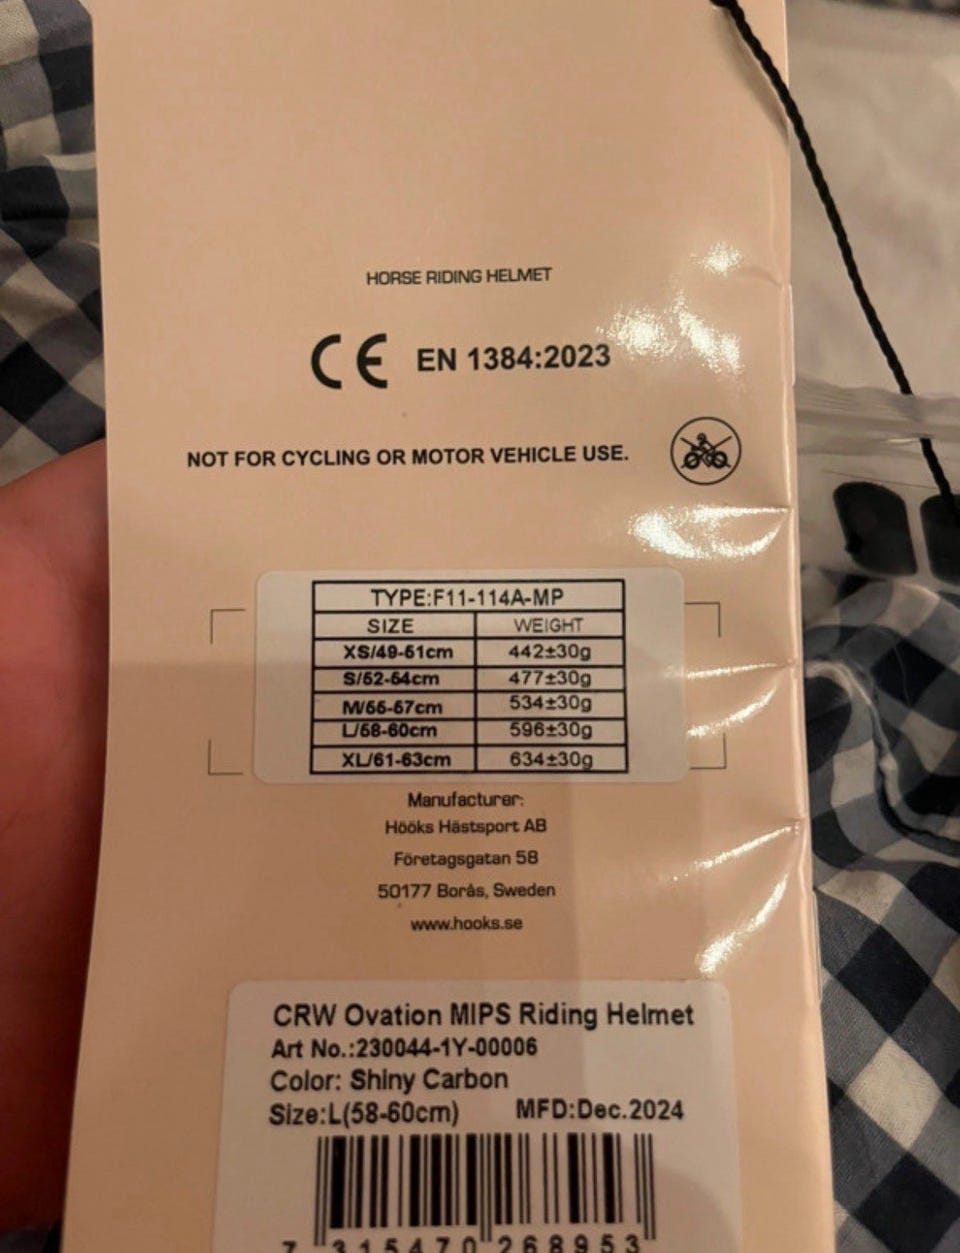 HORSE RIDING HELMET
CE EN 1384:2023
NOT FOR CYCLING OR MOTOR VEHICLE USE.
TYPE:F11-114A-MP
SIZE WEIGHT
XS/49-51cm 442±30g
S/52-54cm 477±30g
M/55-57cm 534±30g
L/58-60cm 596±30g
XL/61-63cm 634±30g
Manufacturer:
Hööks Hästsport AB
Företagsgatan 58
50177 Borås, Sweden
www.hooks.se
CRW Ovation MIPS Riding Helmet
Art No.:230044-1Y-00006
Color: Shiny Carbon
Size:L(58-60cm) MFD:Dec.2024
7 315470 268953